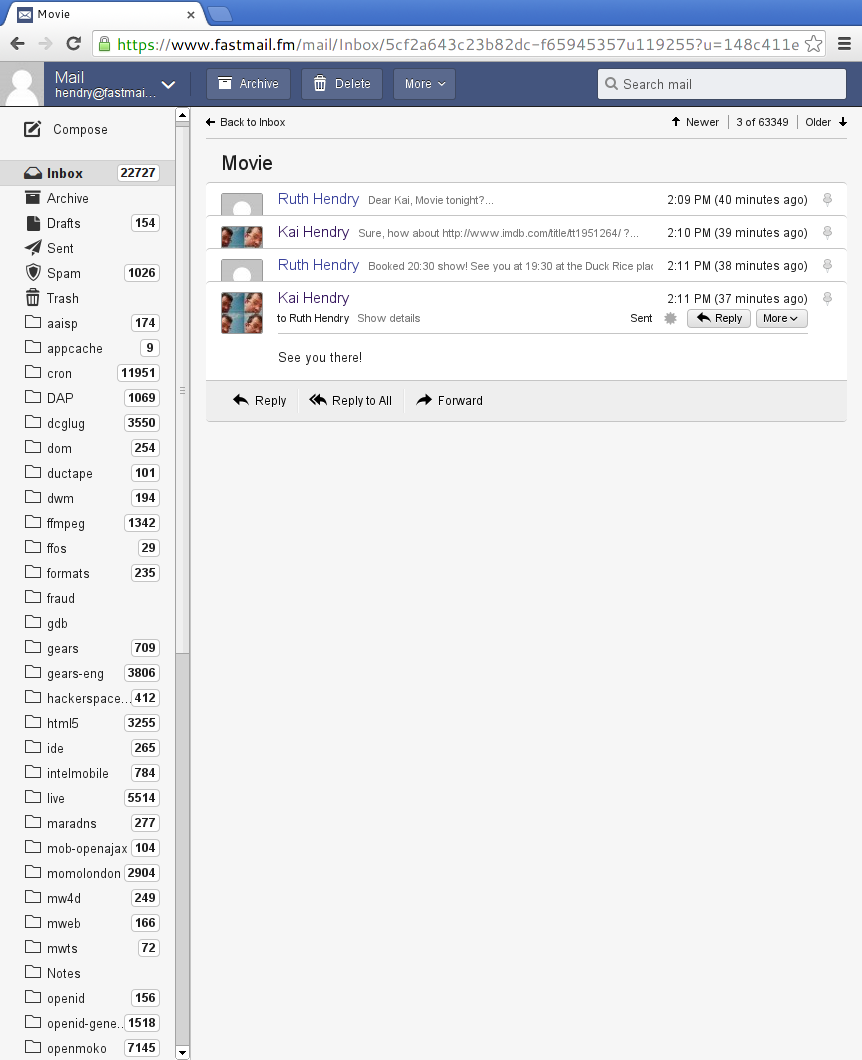 Movie
https://www.fastmail.fm/mail/Inbox/5cf2a643c23b82dc-f65945357u119255?u=148c411e
Mail
hendry@fastmai...
Archive
Delete
More
Search mail
Compose
Inbox 22727
Archive
Drafts 154
Sent
Spam 1026
Trash
aaisp 174
appcache 9
cron 11951
DAP 1069
dcglug 3550
dom 254
ductape 101
dwm 194
ffmpeg 1342
ffos 29
formats 235
fraud
gdb
gears 709
gears-eng 3806
hackerspace... 412
html5 3255
ide 265
intelmobile 784
live 5514
maradns 277
mob-openajax 104
momolondon 2904
mw4d 249
mweb 166
mwts 72
Notes
openid 156
openid-gene... 1518
openmoko 7145
Back to Inbox
Newer
3 of 63349
Older
Movie
Ruth Hendry Dear Kai, Movie tonight?... 2:09 PM (40 minutes ago)
Kai Hendry Sure, how about http://www.imdb.com/title/tt1951264/ ?... 2:10 PM (39 minutes ago)
Ruth Hendry Booked 20:30 show! See you at 19:30 at the Duck Rice plac 2:11 PM (38 minutes ago)
Kai Hendry 2:11 PM (37 minutes ago)
to Ruth Hendry Show details Sent Reply More
See you there!
Reply Reply to All Forward